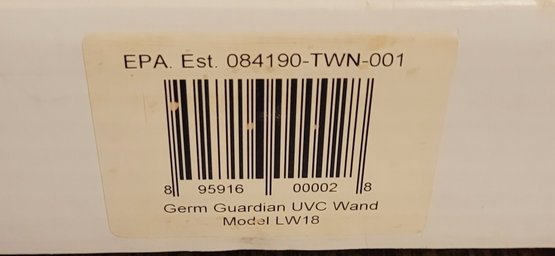 EPA. Est. 084190-TWN-001
8 95916 00002 8
Germ Guardian UVC Wand
Model LW18